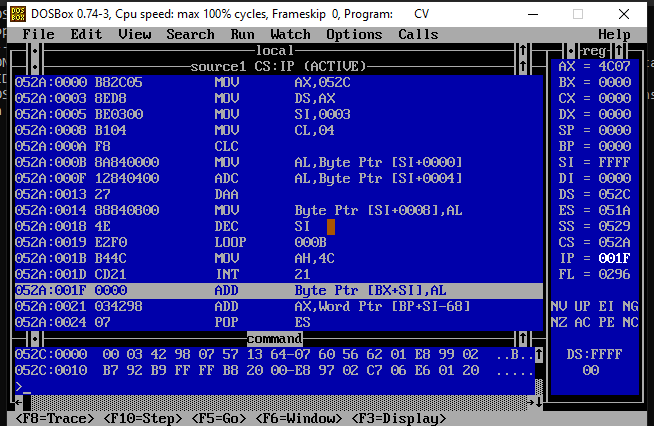 DOSBox 0.74-3, Cpu speed: max 100% cycles, Frameskip 0, Program: CV
File Edit View Search Run Watch Options Calls Help
local
source1 CS:IP (ACTIVE)
052A:0000 B82C05 MOV AX,052C
052A:0003 8ED8 MOV DS,AX
052A:0005 BE0300 MOV SI,0003
052A:0008 B104 MOV CL,04
052A:000A F8 CLC
052A:000B 8A840000 MOV AL,Byte Ptr [SI+0000]
052A:000F 12840400 ADC AL,Byte Ptr [SI+0004]
052A:0013 27 DAA
052A:0014 88840800 MOV Byte Ptr [SI+0008],AL
052A:0018 4E DEC SI
052A:0019 E2F0 LOOP 000B
052A:001B B44C MOV AH,4C
052A:001D CD21 INT 21
052A:001F 0000 ADD Byte Ptr [BX+SI],AL
052A:0021 034298 ADD AX,Word Ptr [BP+SI-68]
052A:0024 07 POP ES
command
052C:0000 00 03 42 98 07 57 13 64-07 60 56 62 01 E8 99 02 ..B..
052C:0010 B7 92 B9 FF FF B8 20 00-E8 97 02 C7 06 E6 01 20 .....
>_
reg
AX = 4C07
BX = 0000
CX = 0000
DX = 0000
SP = 0000
BP = 0000
SI = FFFF
DI = 0000
DS = 052C
ES = 051A
SS = 0529
CS = 052A
IP = 001F
FL = 0296
NV UP EI NG
NZ AC PE NC
DS:FFFF
00
<F8=Trace> <F10=Step> <F5=Go> <F6=Window> <F3=Display>